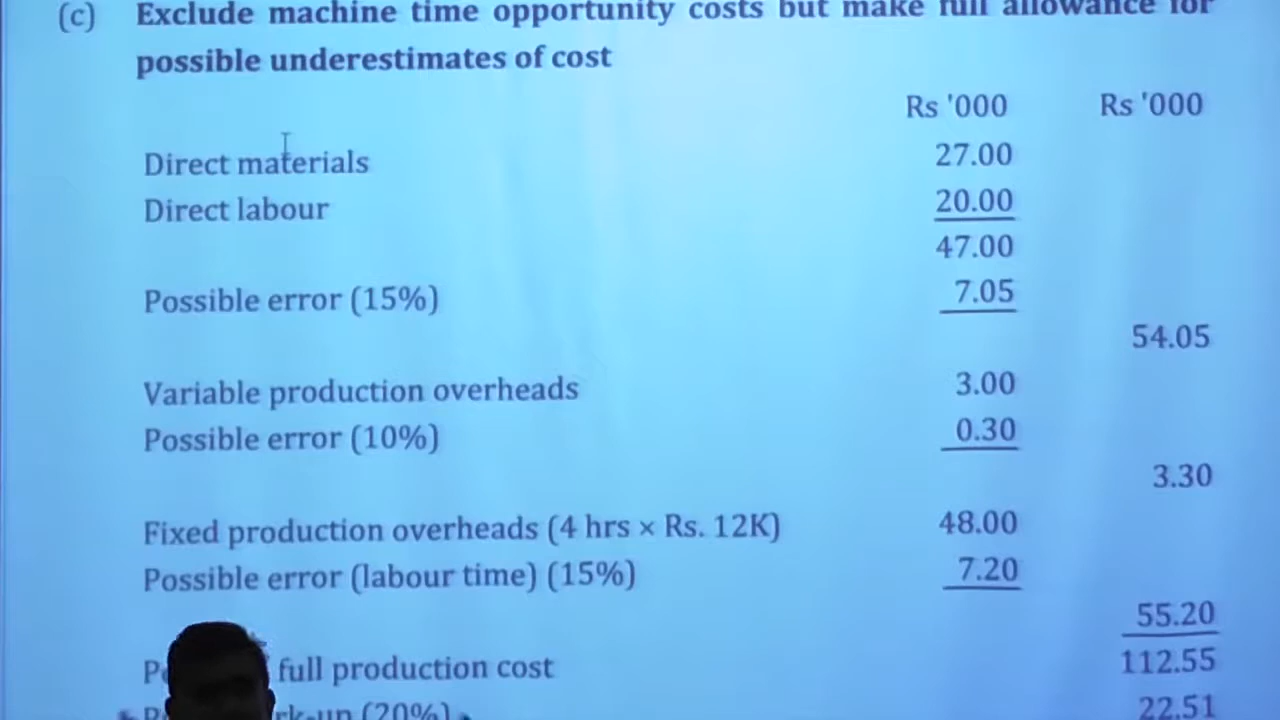 (c) Exclude machine time opportunity costs but make full allowance for
possible underestimates of cost
Rs '000 Rs '000
Direct materials 27.00
Direct labour 20.00
47.00
Possible error (15%) 7.05
54.05
Variable production overheads 3.00
Possible error (10%) 0.30
3.30
Fixed production overheads (4 hrs × Rs. 12K) 48.00
Possible error (labour time) (15%) 7.20
55.20
full production cost 112.55
(20%) 22.51